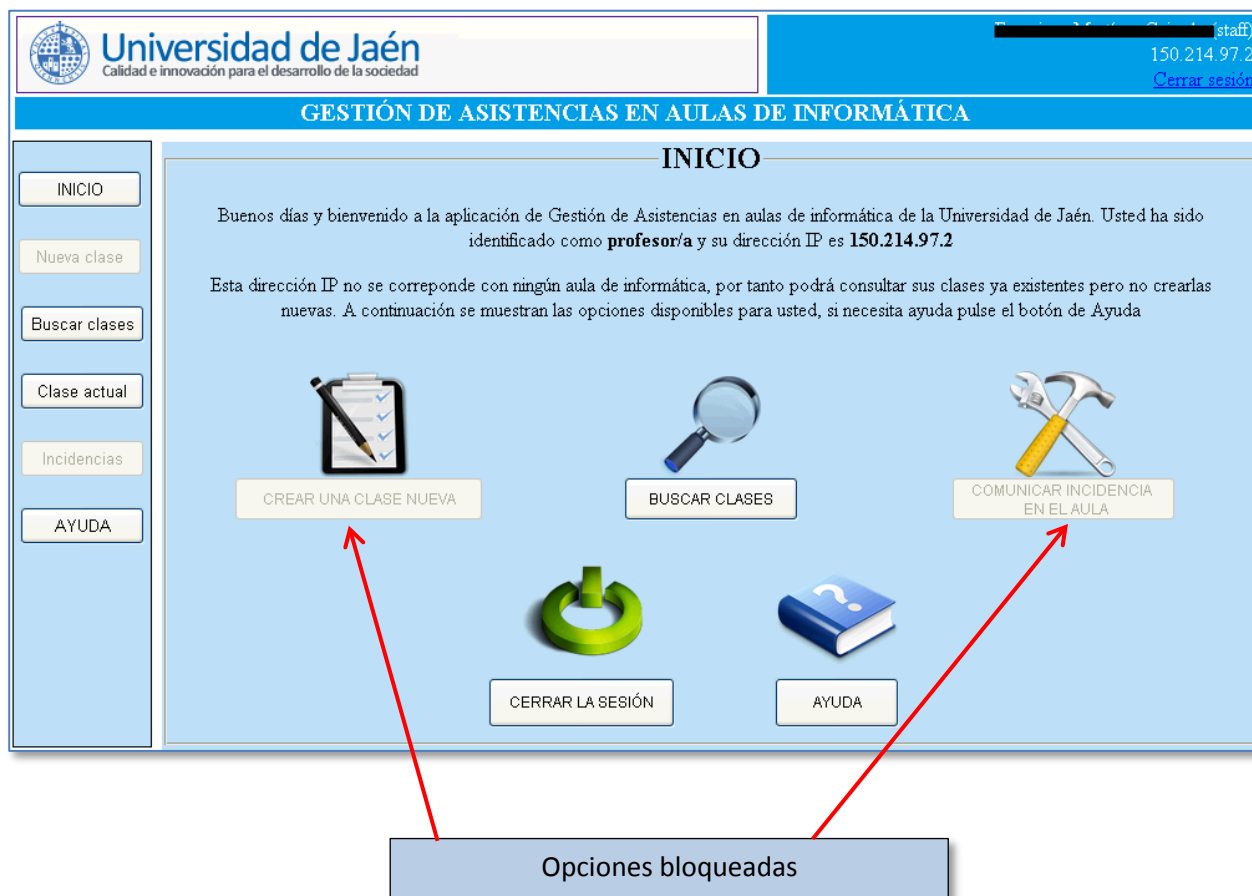 Universidad de Jaén
Calidad e innovación para el desarrollo de la sociedad
(staff)
150.214.97.2
Cerrar sesión
GESTIÓN DE ASISTENCIAS EN AULAS DE INFORMÁTICA
INICIO
Nueva clase
Buscar clases
Clase actual
Incidencias
AYUDA
INICIO
Buenos días y bienvenido a la aplicación de Gestión de Asistencias en aulas de informática de la Universidad de Jaén. Usted ha sido
identificado como profesor/a y su dirección IP es 150.214.97.2
Esta dirección IP no se correponde con ningún aula de informática, por tanto podrá consultar sus clases ya existentes pero no crearlas
nuevas. A continuación se muestran las opciones disponibles para usted, si necesita ayuda pulse el botón de Ayuda
CREAR UNA CLASE NUEVA
BUSCAR CLASES
COMUNICAR INCIDENCIA
EN EL AULA
CERRAR LA SESIÓN
AYUDA
Opciones bloqueadas